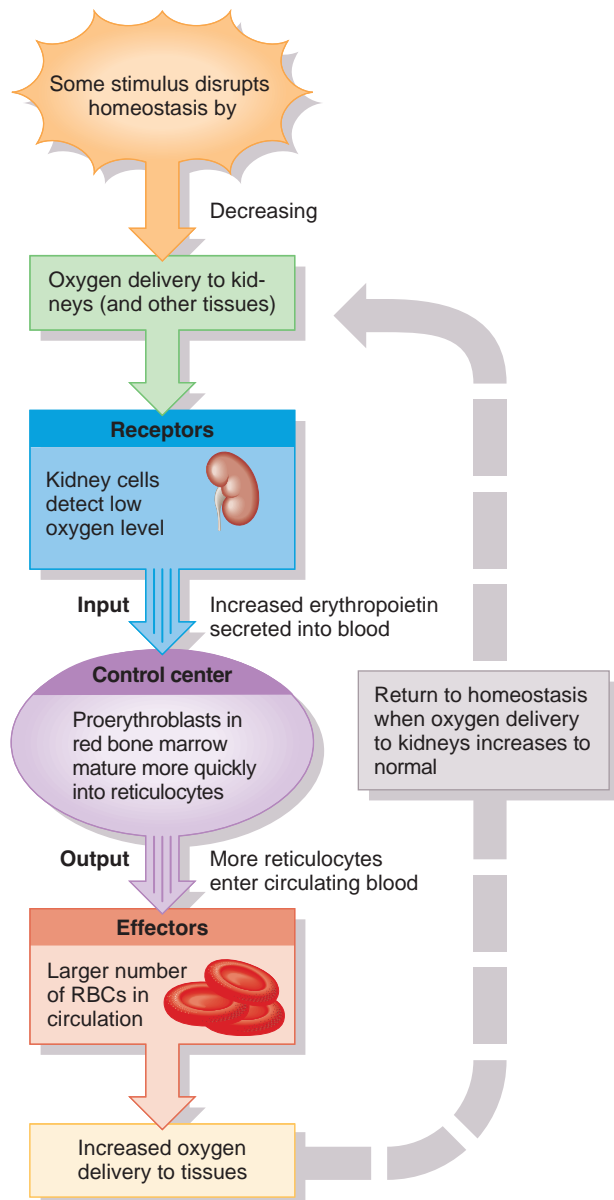 Some stimulus disrupts
homeostasis by
Decreasing
Oxygen delivery to kid-
neys (and other tissues)
Receptors
Kidney cells
detect low
oxygen level
Input
Increased erythropoietin
secreted into blood
Control center
Proerythroblasts in
red bone marrow
mature more quickly
into reticulocytes
Return to homeostasis
when oxygen delivery
to kidneys increases to
normal
Output
More reticulocytes
enter circulating blood
Effectors
Larger number
of RBCs in
circulation
Increased oxygen
delivery to tissues